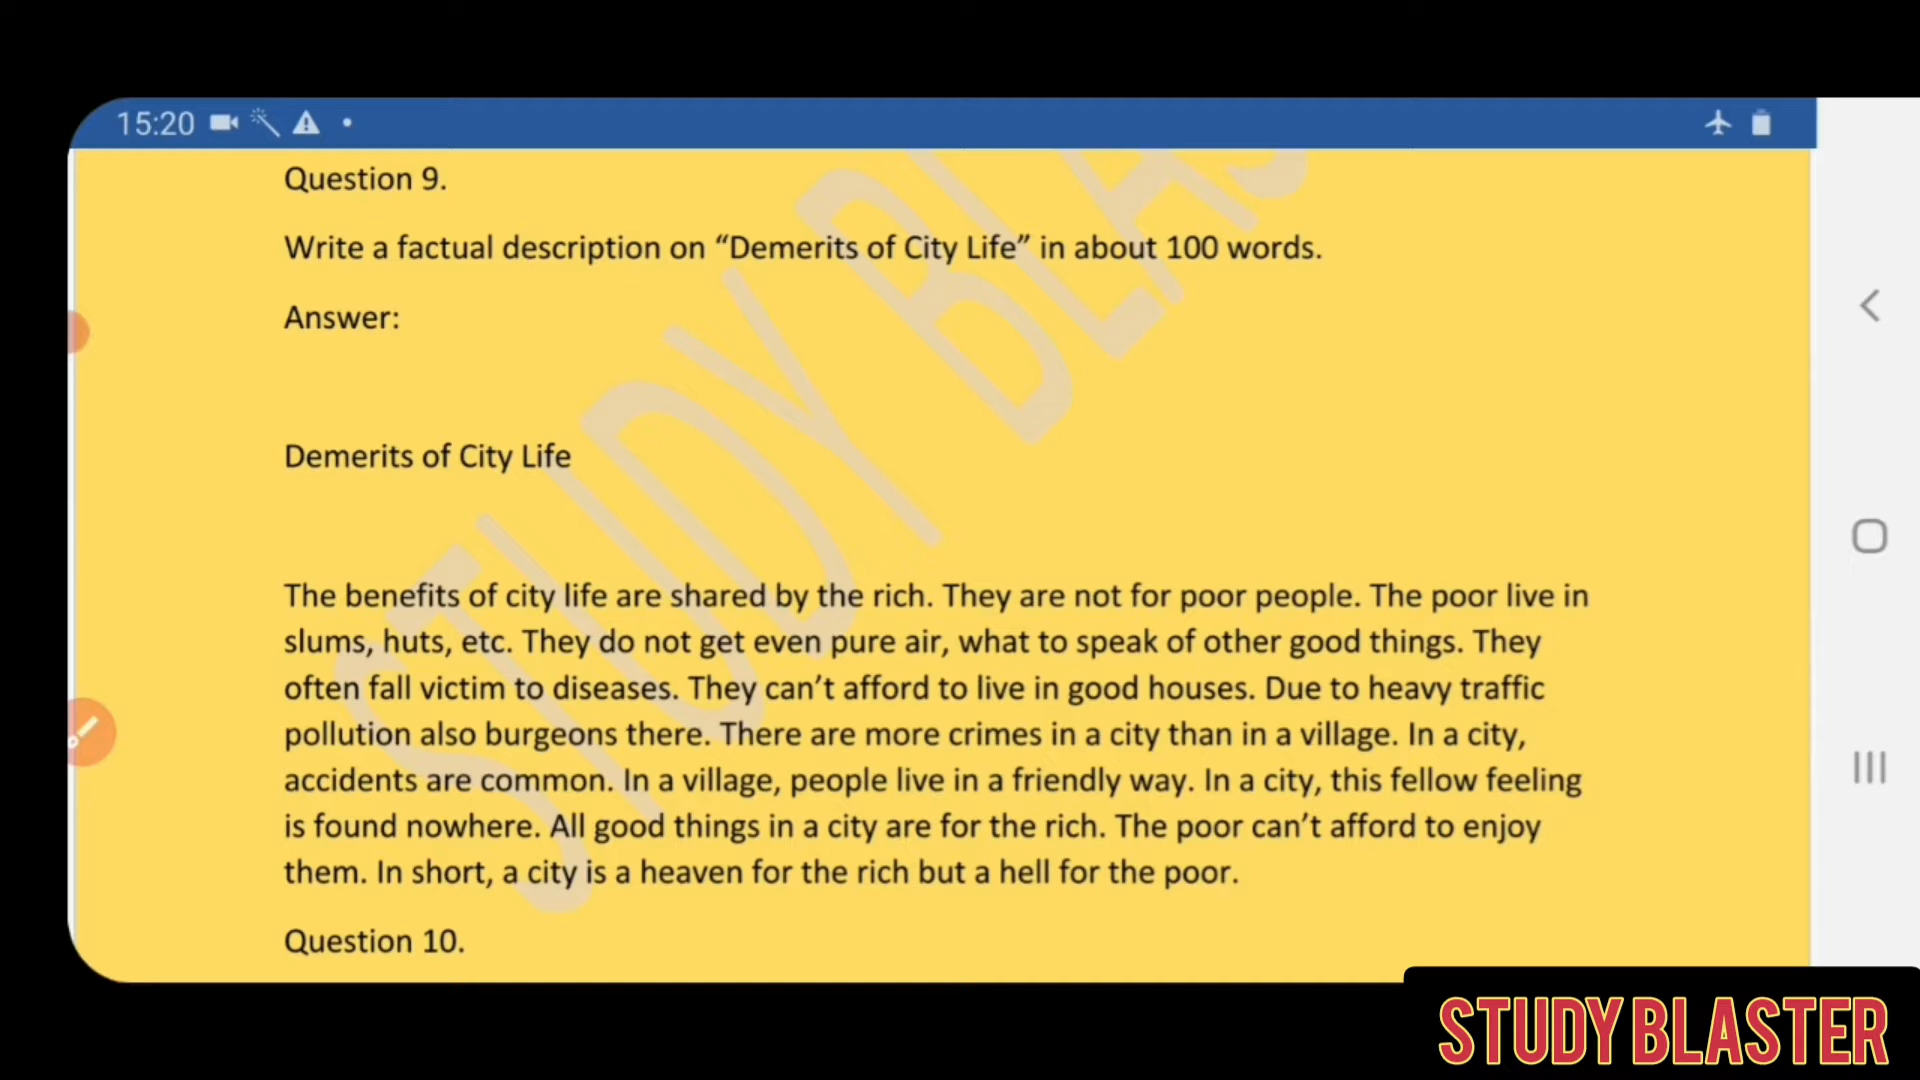 15:20
Question 9.
Write a factual description on “Demerits of City Life” in about 100 words.
Answer:
Demerits of City Life
The benefits of city life are shared by the rich. They are not for poor people. The poor live in
slums, huts, etc. They do not get even pure air, what to speak of other good things. They
often fall victim to diseases. They can’t afford to live in good houses. Due to heavy traffic
pollution also burgeons there. There are more crimes in a city than in a village. In a city,
accidents are common. In a village, people live in a friendly way. In a city, this fellow feeling
is found nowhere. All good things in a city are for the rich. The poor can’t afford to enjoy
them. In short, a city is a heaven for the rich but a hell for the poor.
Question 10.
STUDY BLAS
STUDY BLASTER